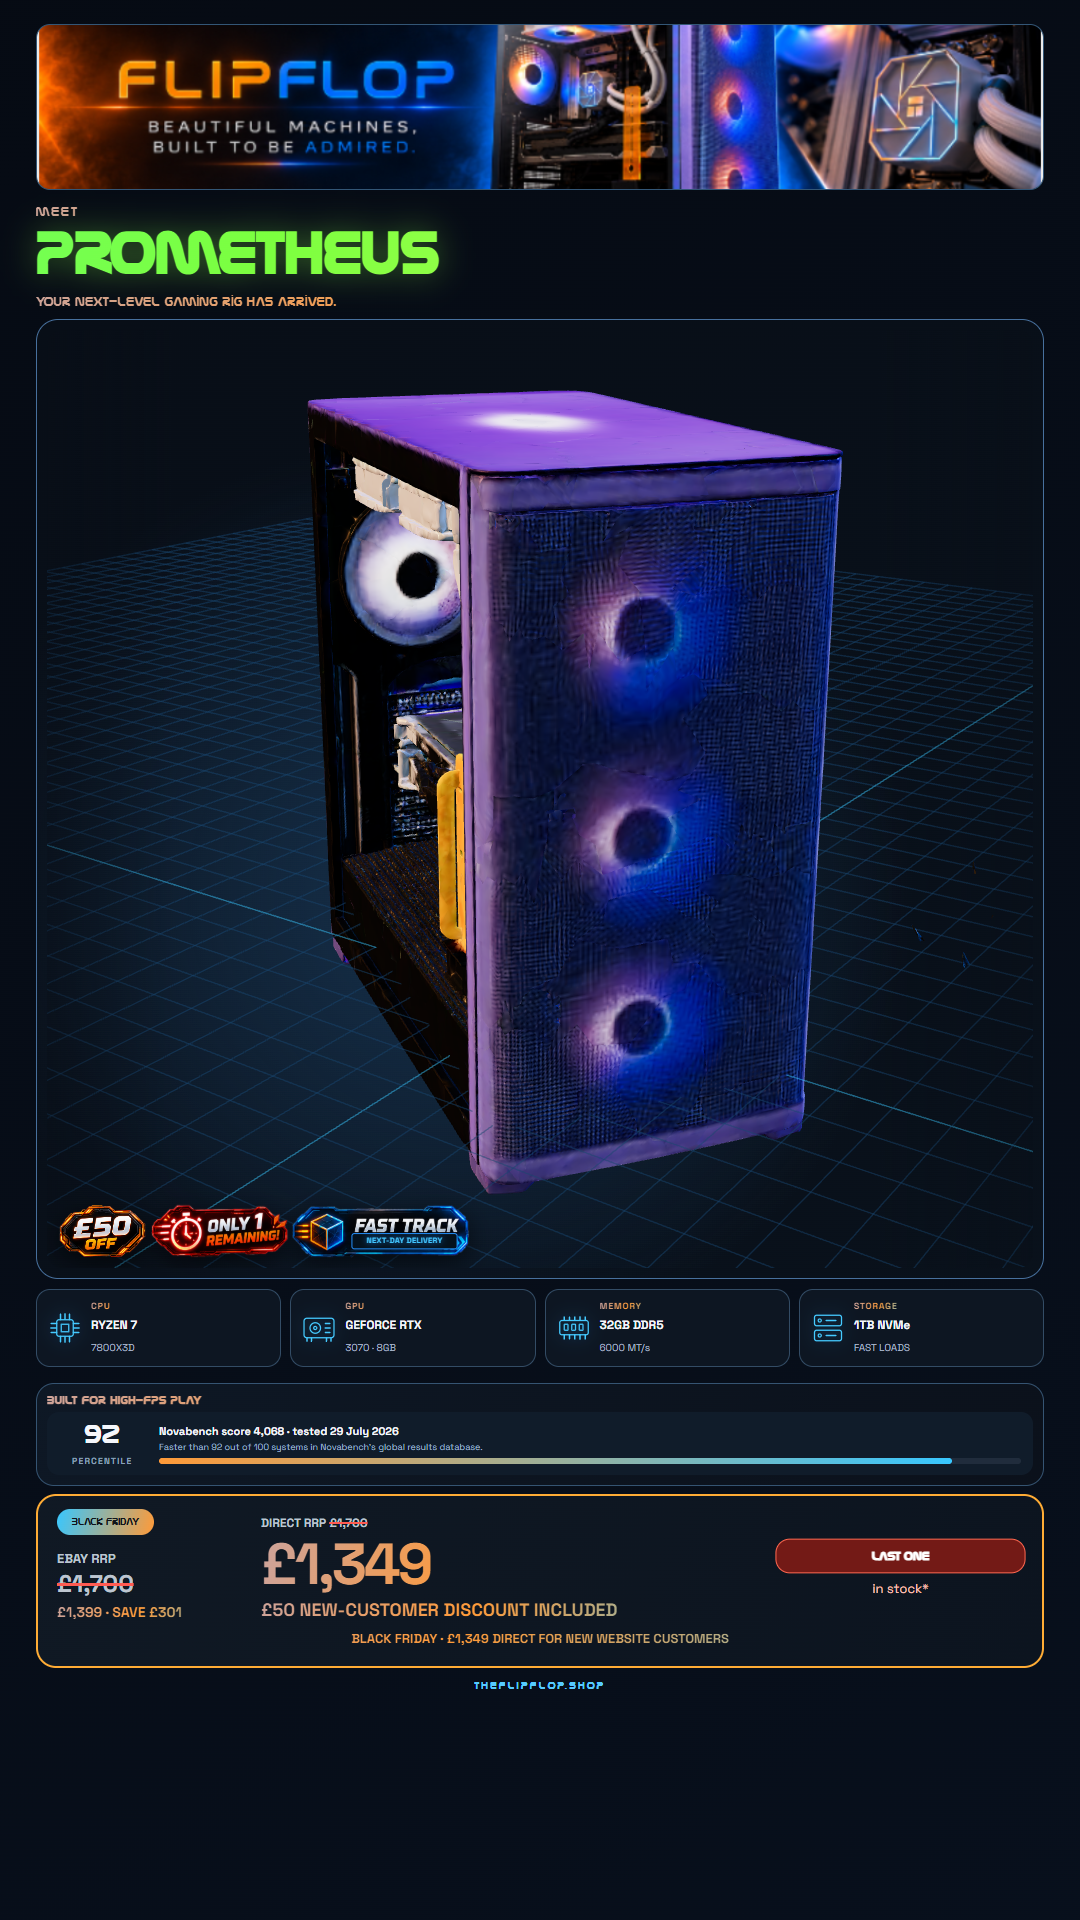 FLIPFLOP
BEAUTIFUL MACHINES,
BUILT TO BE ADMIRED.
MEET
PROMETHEUS
YOUR NEXT-LEVEL GAMING RIG HAS ARRIVED.
£50 OFF
ONLY 1 REMAINING!
FAST TRACK
NEXT-DAY DELIVERY
CPU
RYZEN 7
7800X3D
GPU
GEFORCE RTX
3070 · 8GB
MEMORY
32GB DDR5
6000 MT/s
STORAGE
1TB NVMe
FAST LOADS
BUILT FOR HIGH-FPS PLAY
92
PERCENTILE
Novabench score 4,068 · tested 29 July 2026
Faster than 92 out of 100 systems in Novabench's global results database.
BLACK FRIDAY
EBAY RRP
£1,700
£1,399 · SAVE £301
DIRECT RRP £1,700
£1,349
£50 NEW-CUSTOMER DISCOUNT INCLUDED
LAST ONE
in stock*
BLACK FRIDAY · £1,349 DIRECT FOR NEW WEBSITE CUSTOMERS
THEFLIPFLOP.SHOP